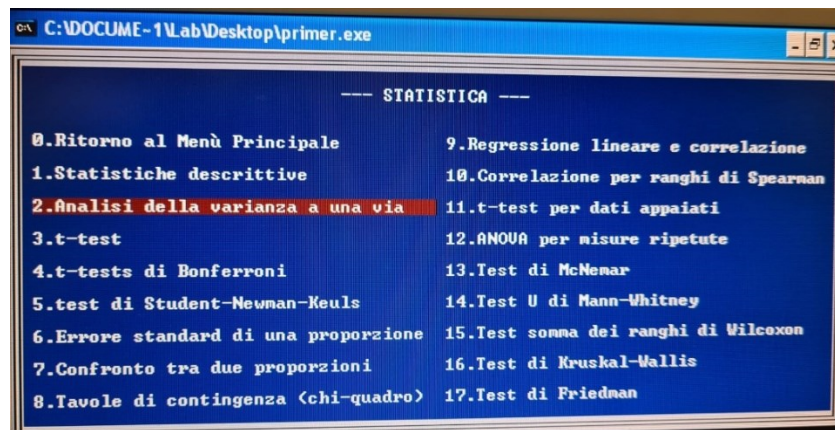 C:\DOCUME~1\Lab\Desktop\primer.exe
--- STATISTICA ---
0.Ritorno al Menù Principale
1.Statistiche descrittive
2.Analisi della varianza a una via
3.t-test
4.t-tests di Bonferroni
5.test di Student-Newman-Keuls
6.Errore standard di una proporzione
7.Confronto tra due proporzioni
8.Tavole di contingenza (chi-quadro)
9.Regressione lineare e correlazione
10.Correlazione per ranghi di Spearman
11.t-test per dati appaiati
12.ANOVA per misure ripetute
13.Test di McNemar
14.Test U di Mann-Whitney
15.Test somma dei ranghi di Wilcoxon
16.Test di Kruskal-Wallis
17.Test di Friedman